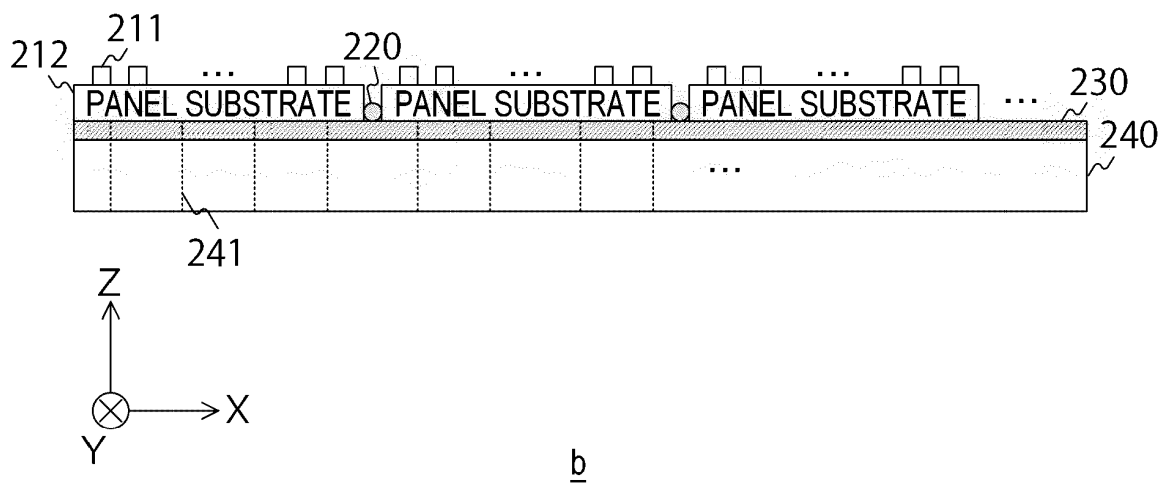 211
212
220
... ... ... ...
PANEL SUBSTRATE PANEL SUBSTRATE PANEL SUBSTRATE
230
240
...
241
Z
X
Y
b